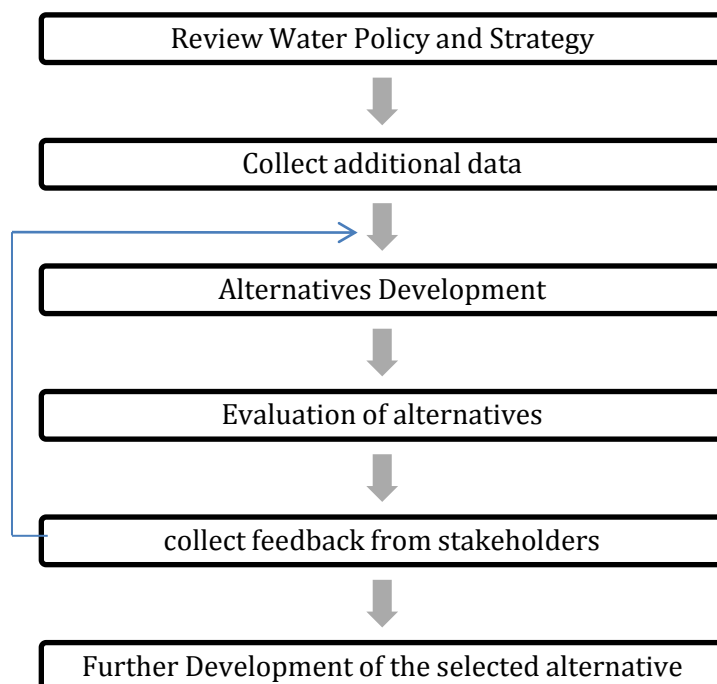 Review Water Policy and Strategy
Collect additional data
Alternatives Development
Evaluation of alternatives
collect feedback from stakeholders
Further Development of the selected alternative